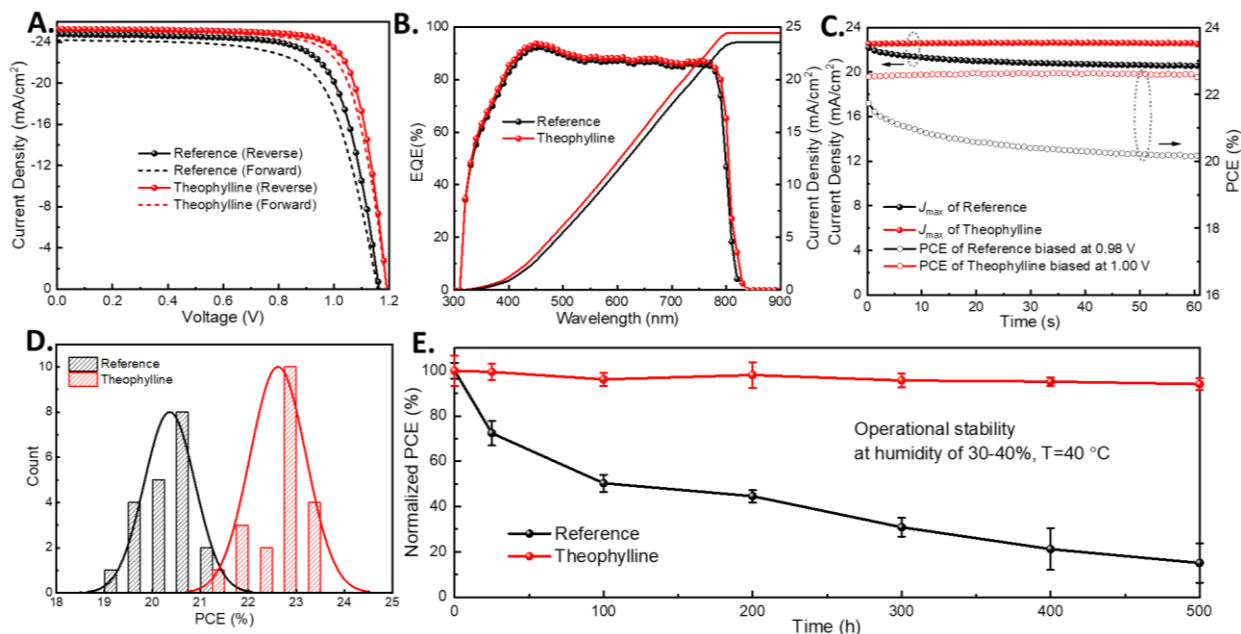 A.
-24
-20
-16
-12
-8
-4
0
Current Density (mA/cm²)
Reference (Reverse)
Reference (Forward)
Theophylline (Reverse)
Theophylline (Forward)
0.0 0.2 0.4 0.6 0.8 1.0 1.2
Voltage (V)
B.
100
80
60
40
20
0
EQE(%)
Reference
Theophylline
25
20
15
10
5
0
Current Density (mA/cm²)
300 400 500 600 700 800 900
Wavelength (nm)
C.
24
20
16
12
8
4
0
Current Density (mA/cm²)
24
23
22
21
20
19
18
17
16
PCE (%)
Jmax of Reference
Jmax of Theophylline
PCE of Reference biased at 0.98 V
PCE of Theophylline biased at 1.00 V
0 10 20 30 40 50 60
Time (s)
D.
Reference
Theophylline
10
8
6
4
2
0
Count
18 19 20 21 22 23 24 25
PCE (%)
E.
100
80
60
40
20
0
Normalized PCE (%)
Operational stability
at humidity of 30-40%, T=40 °C
Reference
Theophylline
0 100 200 300 400 500
Time (h)